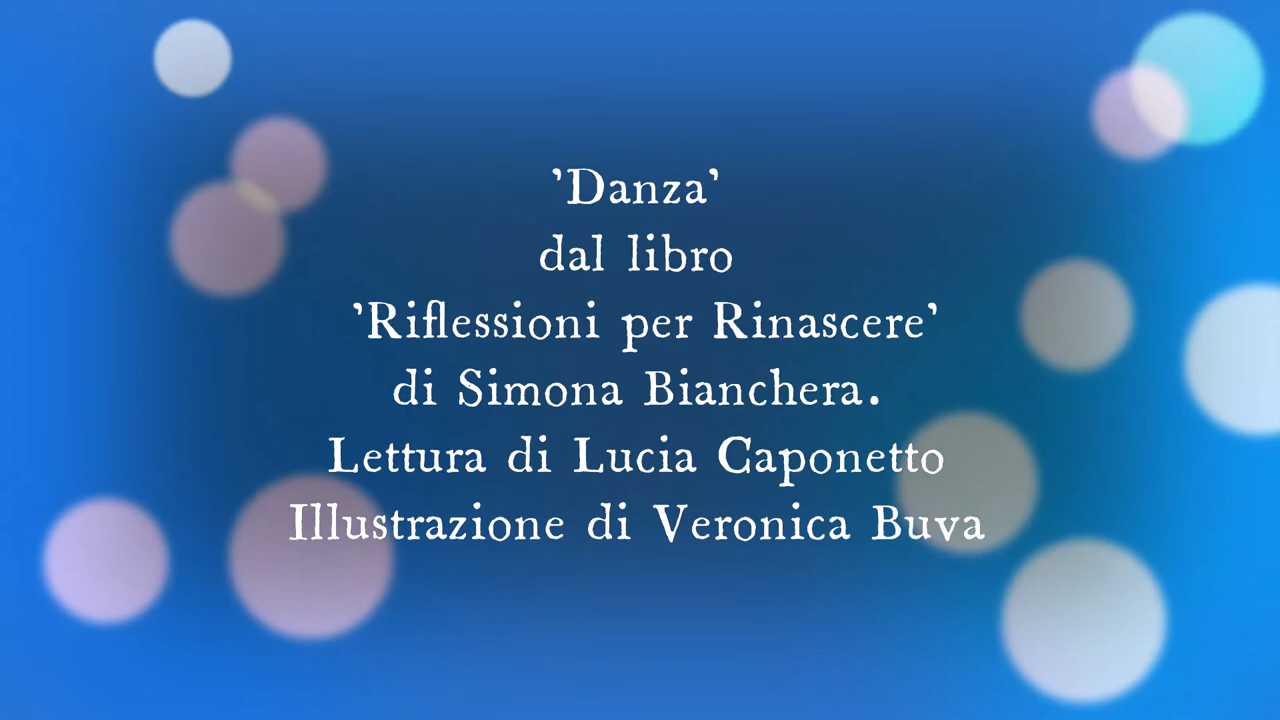 'Danza'
dal libro
'Riflessioni per Rinascere'
di Simona Bianchera.
Lettura di Lucia Caponetto
Illustrazione di Veronica Buva